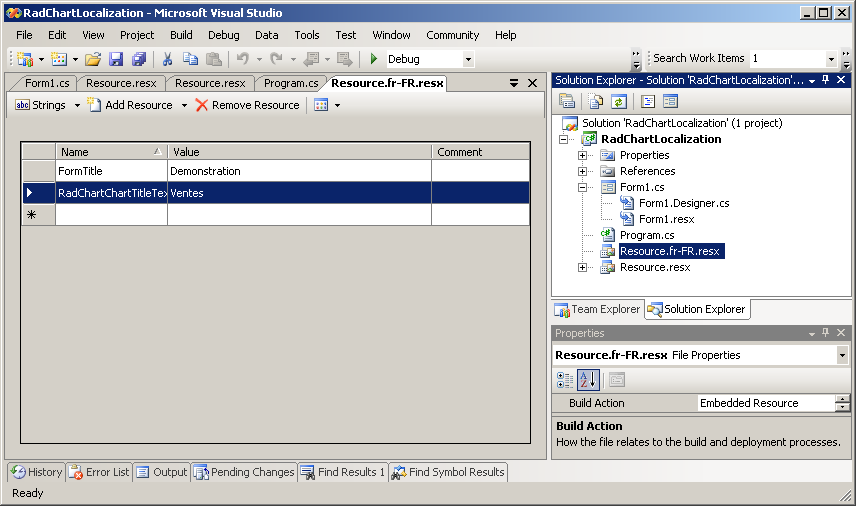 RadChartLocalization - Microsoft Visual Studio
File Edit View Project Build Debug Data Tools Test Window Community Help
Debug Search Work Items 1
Form1.cs Resource.resx Resource.resx Program.cs Resource.fr-FR.resx
Strings Add Resource Remove Resource
Name Value Comment
FormTitle Demonstration
RadChartChartTitleTex Ventes
Solution Explorer - Solution 'RadChartLocalization'...
Solution 'RadChartLocalization' (1 project)
RadChartLocalization
Properties
References
Form1.cs
Form1.Designer.cs
Form1.resx
Program.cs
Resource.fr-FR.resx
Resource.resx
Team Explorer Solution Explorer
Properties
Resource.fr-FR.resx File Properties
Build Action Embedded Resource
Build Action
How the file relates to the build and deployment processes.
History Error List Output Pending Changes Find Results 1 Find Symbol Results
Ready